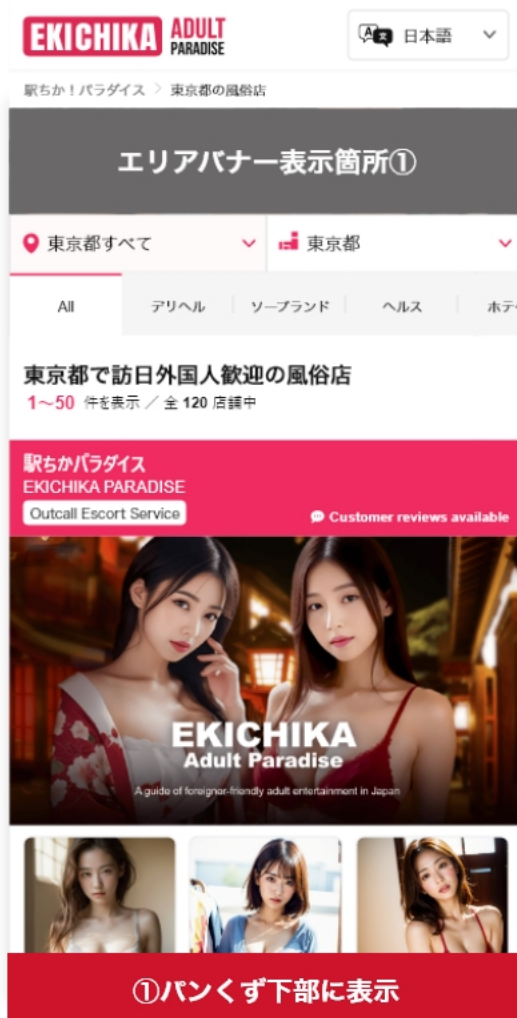 EKICHIKA ADULT PARADISE
日本語
駅ちか！パラダイス > 東京都の風俗店
エリアバナー表示箇所①
東京都すべて
東京都
All
デリヘル
ソープランド
ヘルス
ホテ
東京都で訪日外国人歓迎の風俗店
1～50 件を表示 ／ 全 120 店舗中
駅ちかパラダイス
EKICHIKA PARADISE
Outcall Escort Service
Customer reviews available
EKICHIKA
Adult Paradise
A guide of foreigner-friendly adult entertainment in Japan
①パンくず下部に表示